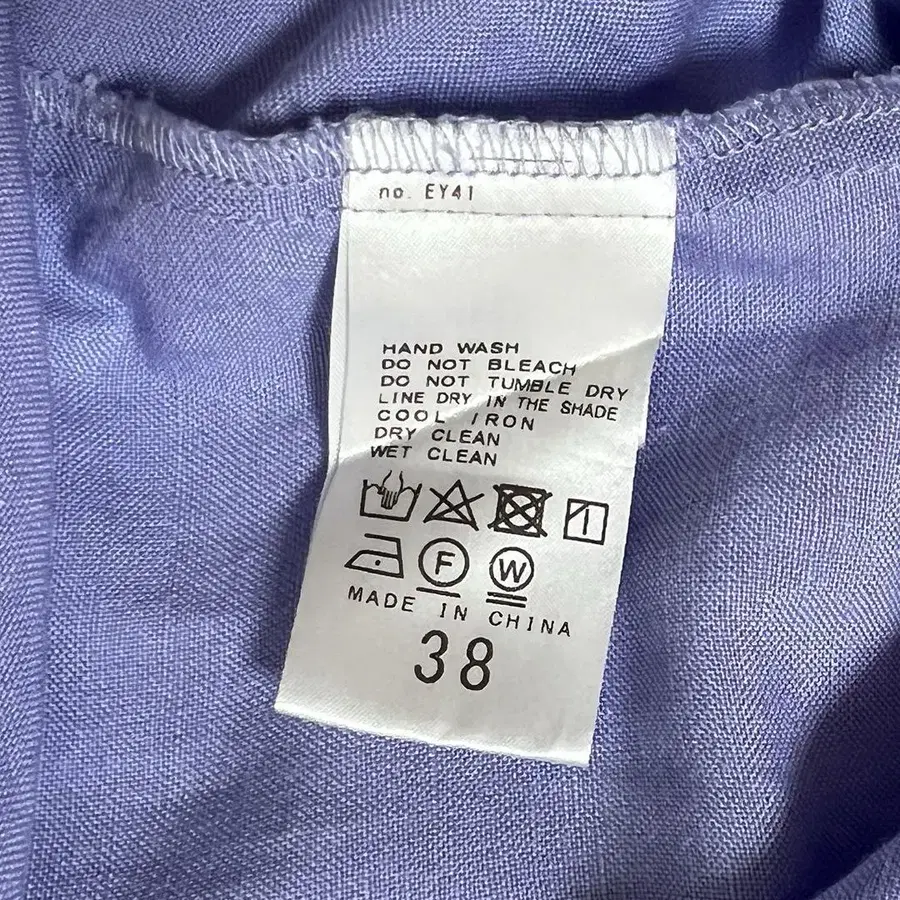 no. EY41
HAND WASH
DO NOT BLEACH
DO NOT TUMBLE DRY
LINE DRY IN THE SHADE
COOL IRON
DRY CLEAN
WET CLEAN
F W
MADE IN CHINA
38